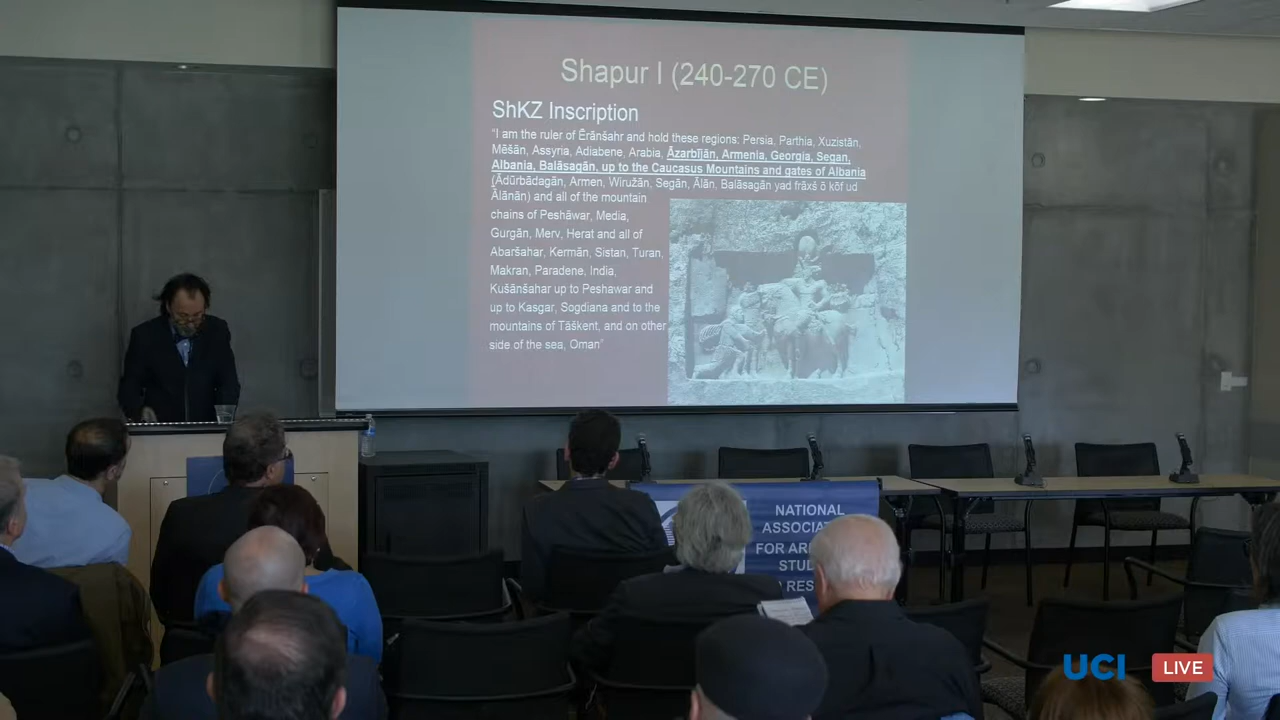 Shapur I (240-270 CE)
ShKZ Inscription
“I am the ruler of Ērānšahr and hold these regions: Persia, Parthia, Xuzistān,
Mēšān, Assyria, Adiabene, Arabia, Āzarbījān, Armenia, Georgia, Segan,
Albania, Balāsagān, up to the Caucasus Mountains and gates of Albania
(Ādūrbādagān, Armen, Wiružān, Segān, Ālān, Balāsagān yad frāxš ō kōf ud
Ālānān) and all of the mountain
chains of Peshāwar, Media,
Gurgān, Merv, Herat and all of
Abaršahar, Kermān, Sistan, Turan,
Makran, Paradene, India,
Kušānšahar up to Peshawar and
up to Kasgar, Sogdiana and to the
mountains of Tāškent, and on other
side of the sea, Oman”
NATIONAL
FOR
UCI LIVE